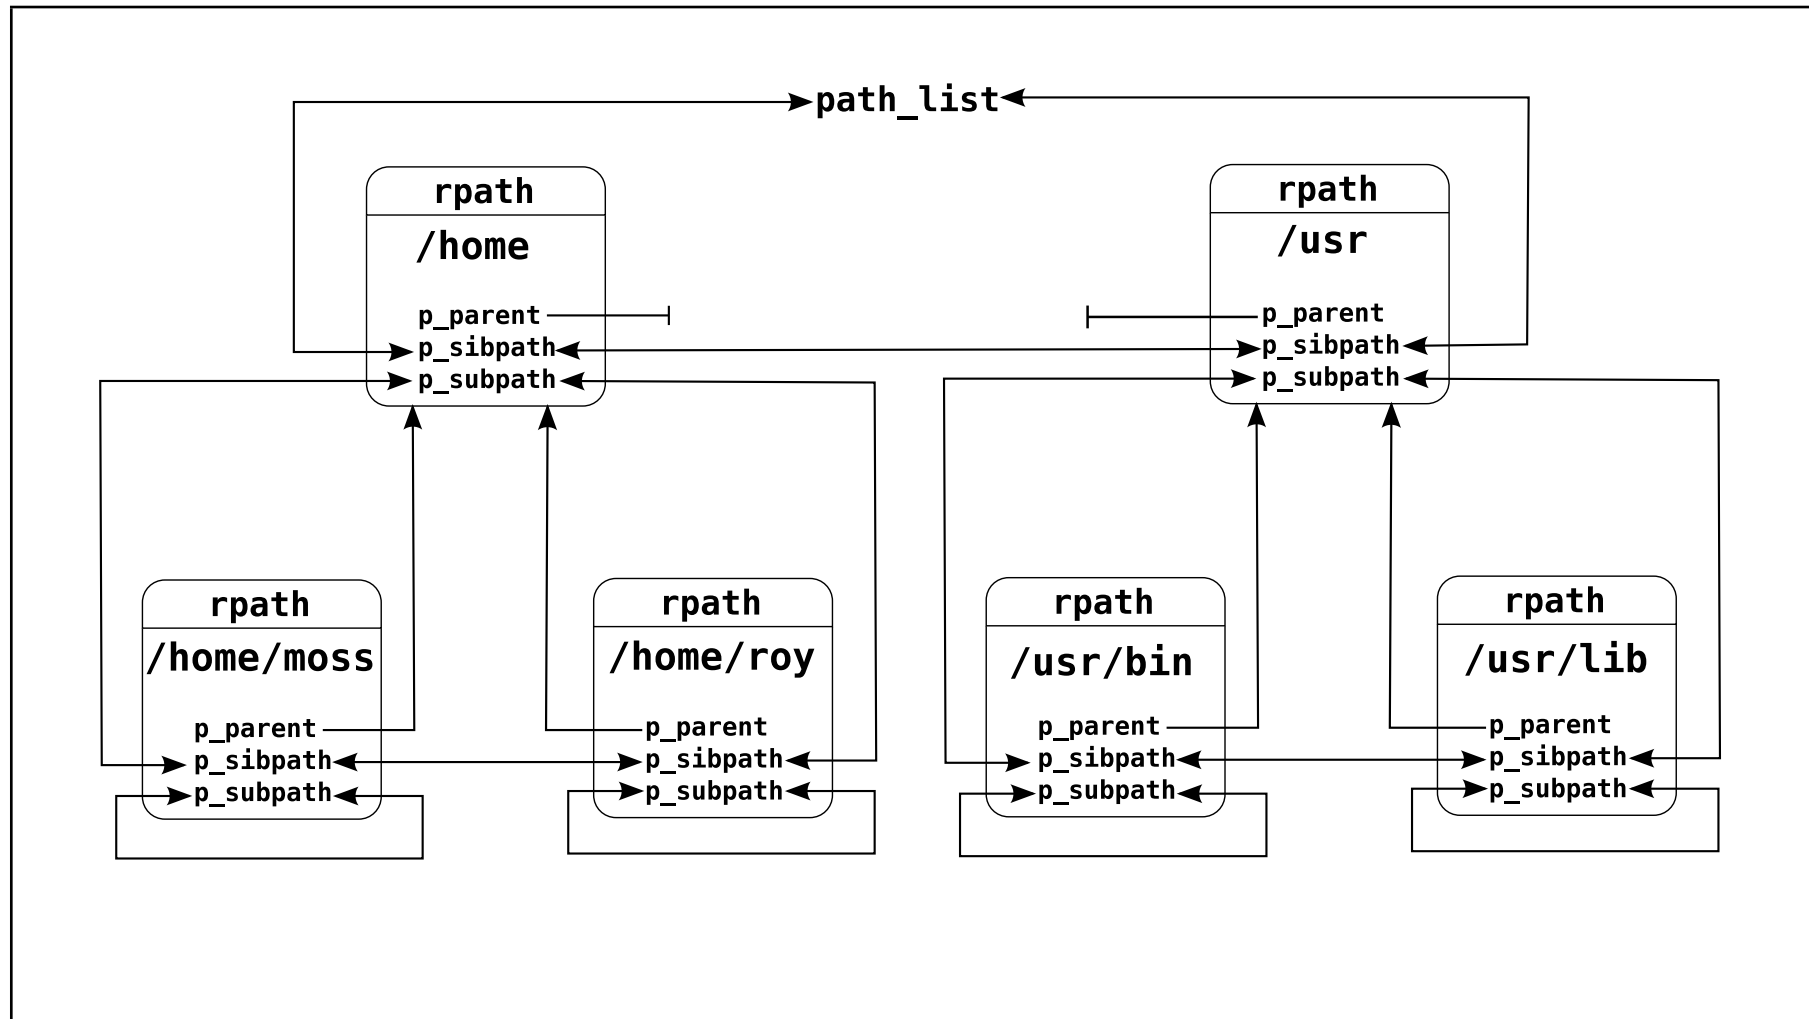 path_list
rpath
/home
p_parent
p_sibpath
p_subpath
rpath
/usr
p_parent
p_sibpath
p_subpath
rpath
/home/moss
p_parent
p_sibpath
p_subpath
rpath
/home/roy
p_parent
p_sibpath
p_subpath
rpath
/usr/bin
p_parent
p_sibpath
p_subpath
rpath
/usr/lib
p_parent
p_sibpath
p_subpath